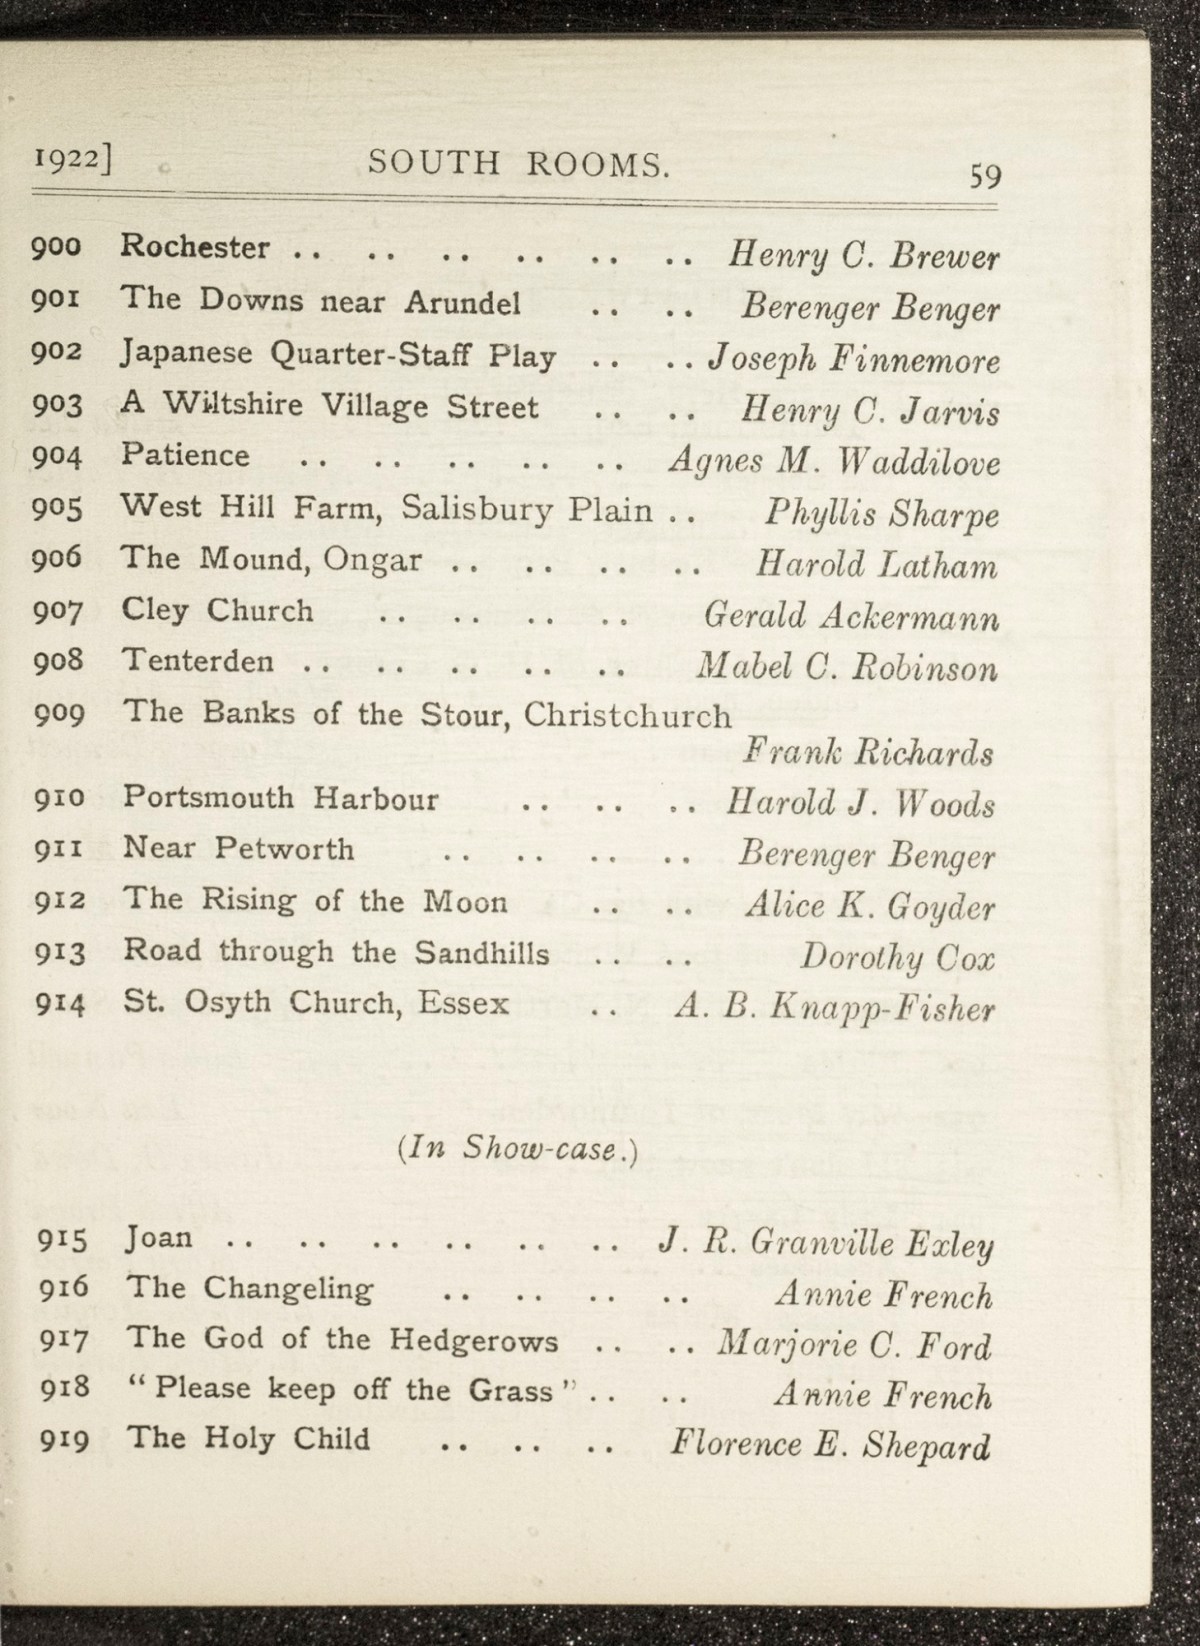 1922] SOUTH ROOMS. 59
900 Rochester .. .. .. .. .. .. Henry C. Brewer
901 The Downs near Arundel .. .. Berenger Benger
902 Japanese Quarter-Staff Play .. .. Joseph Finnemore
903 A Wiltshire Village Street .. .. Henry C. Jarvis
904 Patience .. .. .. .. .. Agnes M. Waddilove
905 West Hill Farm, Salisbury Plain .. Phyllis Sharpe
906 The Mound, Ongar .. .. .. .. Harold Latham
907 Cley Church .. .. .. .. Gerald Ackermann
908 Tenterden .. .. .. .. .. Mabel C. Robinson
909 The Banks of the Stour, Christchurch
Frank Richards
910 Portsmouth Harbour .. .. .. Harold J. Woods
911 Near Petworth .. .. .. .. Berenger Benger
912 The Rising of the Moon .. .. Alice K. Goyder
913 Road through the Sandhills .. .. Dorothy Cox
914 St. Osyth Church, Essex .. A. B. Knapp-Fisher
(In Show-case.)
915 Joan .. .. .. .. .. .. J. R. Granville Exley
916 The Changeling .. .. .. .. Annie French
917 The God of the Hedgerows .. .. Marjorie C. Ford
918 “Please keep off the Grass” .. .. Annie French
919 The Holy Child .. .. .. Florence E. Shepard